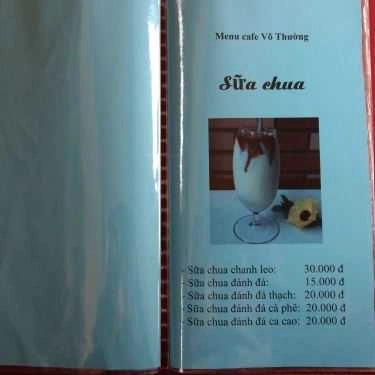 Menu cafe Vô Thường
Sữa chua
- Sữa chua chanh leo: 30.000 đ
- Sữa chua đánh đá: 15.000 đ
- Sữa chua đánh đá thạch: 20.000 đ
- Sữa chua đánh đá cà phê: 20.000 đ
- Sữa chua đánh đá ca cao: 20.000 đ